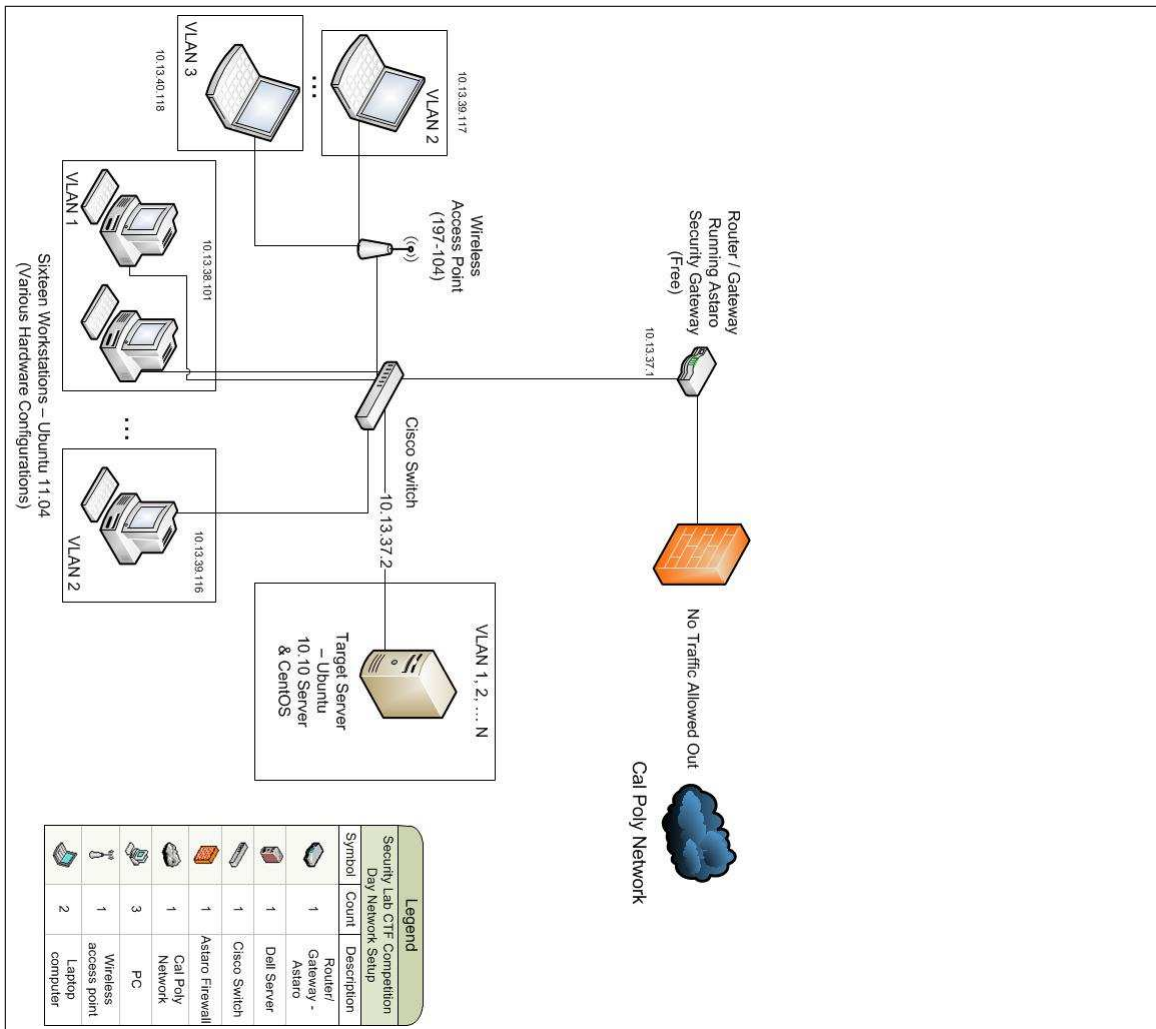 Router / Gateway
Running Astaro
Security Gateway
(Free)
10.13.37.1
No Traffic Allowed Out
Cal Poly Network
10.13.39.117
VLAN 2
...
VLAN 3
10.13.40.118
Wireless
Access Point
(197-104)
Cisco Switch
10.13.37.2
VLAN 1, 2, ... N
Target Server
– Ubuntu
10.10 Server
& CentOS
10.13.38.101
VLAN 1
...
10.13.39.116
VLAN 2
Sixteen Workstations – Ubuntu 11.04
(Various Hardware Configurations)
Legend
Security Lab CTF Competition
Day Network Setup
Symbol Count Description
1 Router/
Gateway -
Astaro
1 Dell Server
1 Cisco Switch
1 Astaro Firewall
1 Cal Poly
Network
3 PC
1 Wireless
access point
2 Laptop
computer